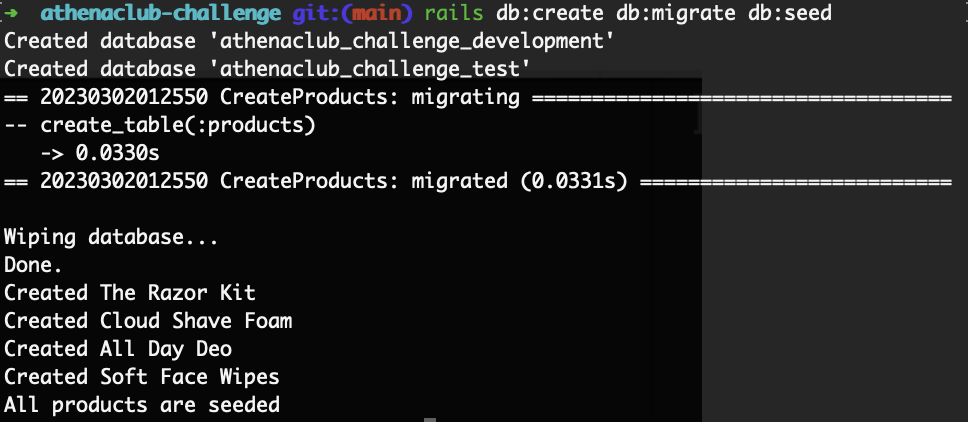 ➜  athenaclub-challenge git:(main) rails db:create db:migrate db:seed
Created database 'athenaclub_challenge_development'
Created database 'athenaclub_challenge_test'
== 20230302012550 CreateProducts: migrating ===================================
-- create_table(:products)
   -> 0.0330s
== 20230302012550 CreateProducts: migrated (0.0331s) ==========================

Wiping database...
Done.
Created The Razor Kit
Created Cloud Shave Foam
Created All Day Deo
Created Soft Face Wipes
All products are seeded